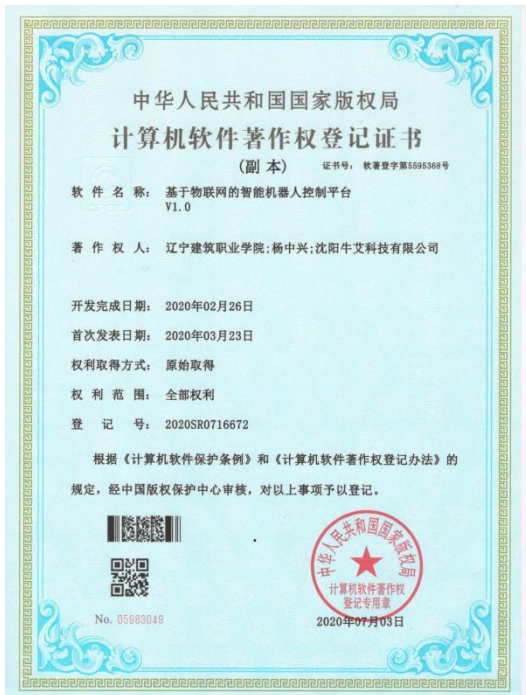 中华人民共和国国家版权局
计算机软件著作权登记证书
(副本)
证书号： 软著登字第5595368号
软件名称： 基于物联网的智能机器人控制平台
V1.0
著作权人： 辽宁建筑职业学院;杨中兴;沈阳牛艾科技有限公司
开发完成日期： 2020年02月26日
首次发表日期： 2020年03月23日
权利取得方式： 原始取得
权利范围： 全部权利
登记号： 2020SR0716672
根据《计算机软件保护条例》和《计算机软件著作权登记办法》的
规定，经中国版权保护中心审核，对以上事项予以登记。
中华人民共和国国家版权局
计算机软件著作权
登记专用章
No. 05983049
2020年07月03日